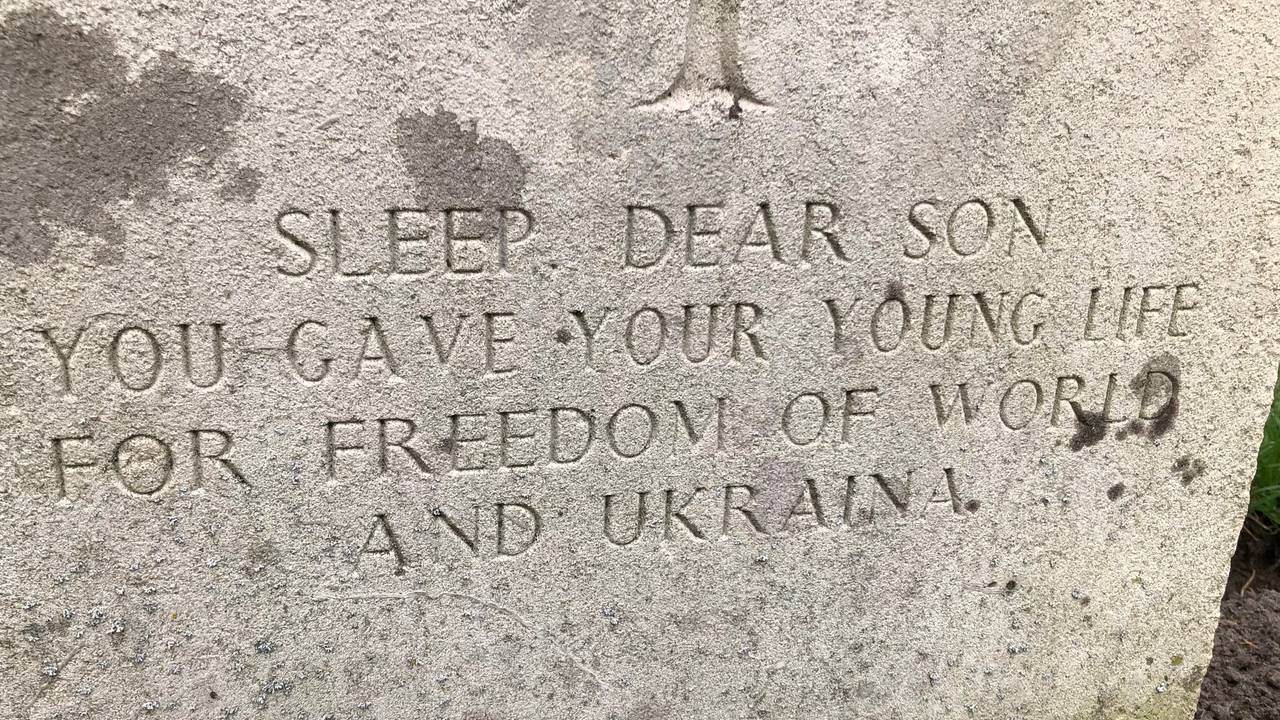 SLEEP DEAR SON
YOU GAVE YOUR YOUNG LIFE
FOR FREEDOM OF WORLD
AND UKRAINA.